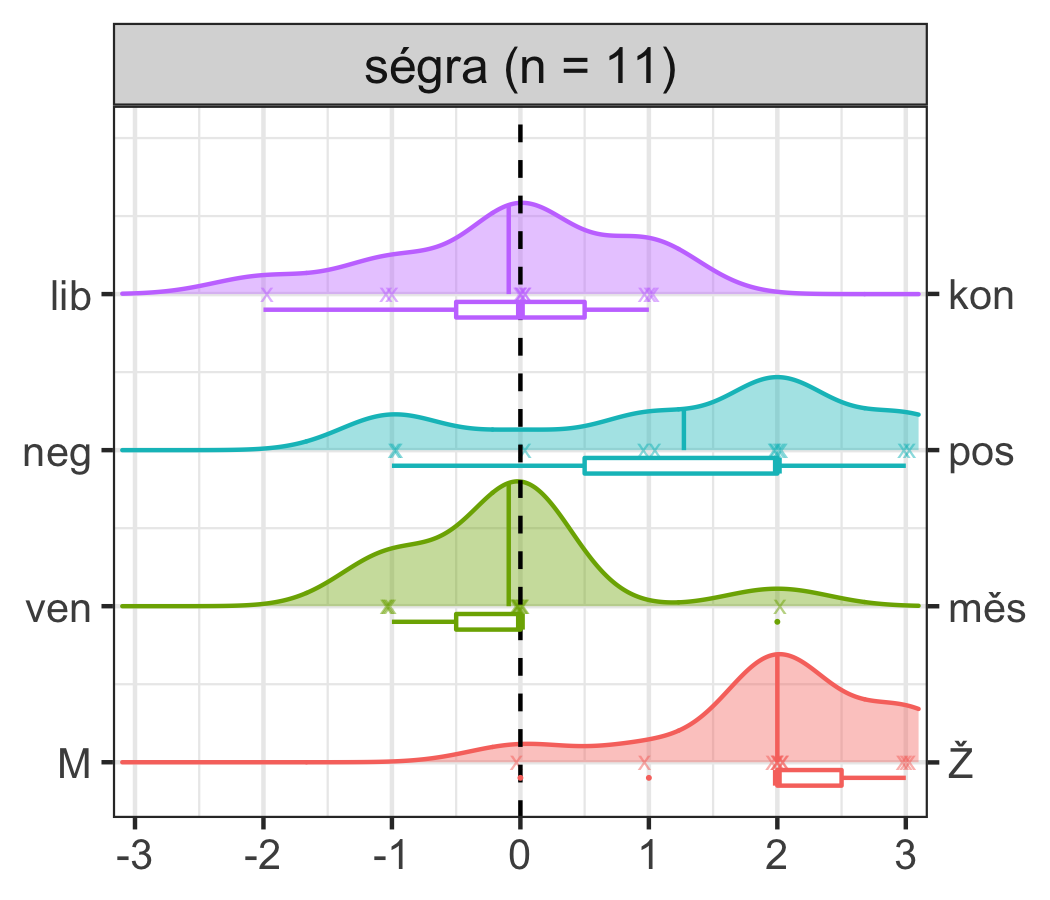 ségra (n = 11)
lib kon
neg pos
ven měs
M Ž
-3 -2 -1 0 1 2 3